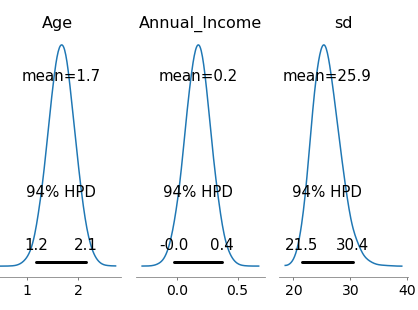 Age
mean=1.7
94% HPD
1.2 2.1
1 2
Annual_Income
mean=0.2
94% HPD
-0.0 0.4
0.0 0.5
sd
mean=25.9
94% HPD
21.5 30.4
20 30 40